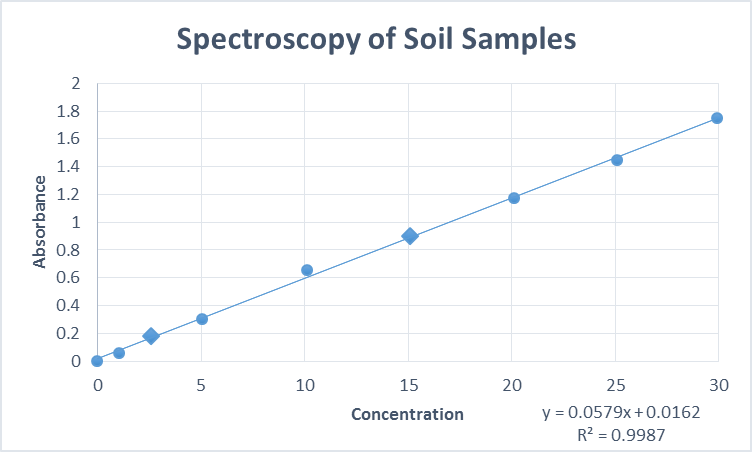 Spectroscopy of Soil Samples
2
1.8
1.6
1.4
1.2
1
0.8
0.6
0.4
0.2
0
Absorbance
0 5 10 15 20 25 30
Concentration
y = 0.0579x + 0.0162
R² = 0.9987